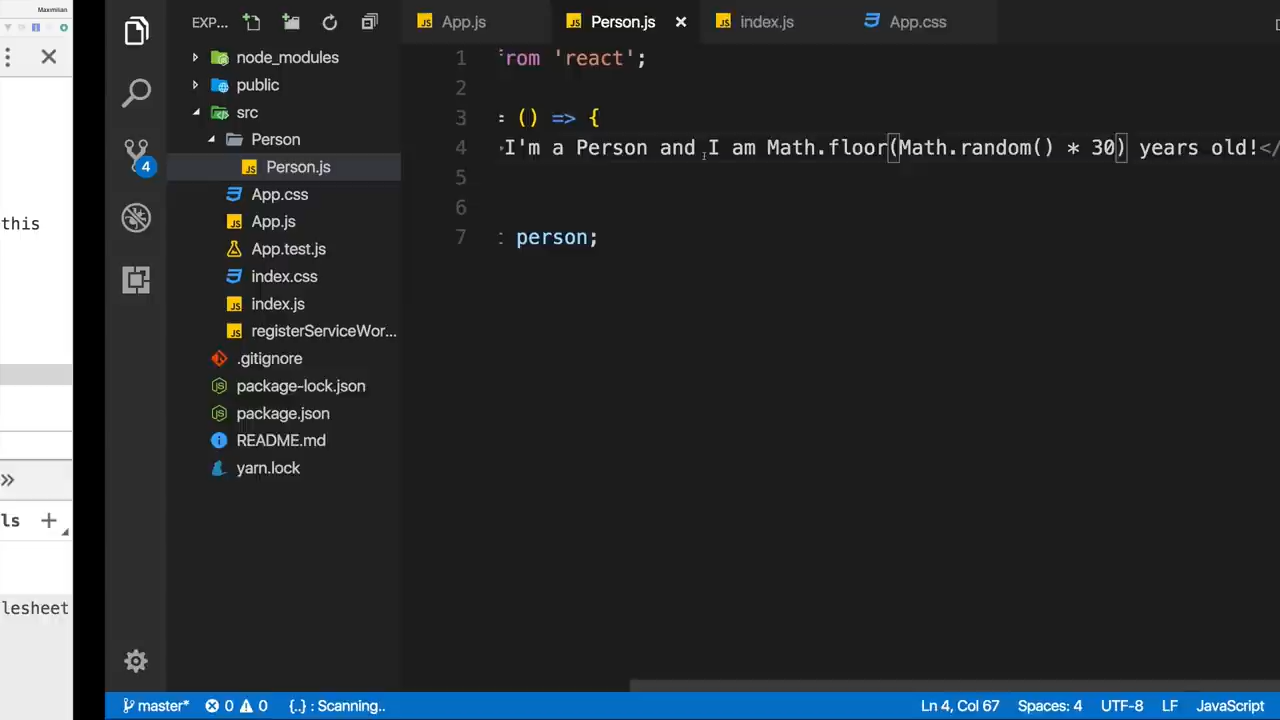 Maxmilian
this
ls
lesheet
EXP...
node_modules
public
src
Person
Person.js
App.css
App.js
App.test.js
index.css
index.js
registerServiceWor...
.gitignore
package-lock.json
package.json
README.md
yarn.lock
App.js Person.js index.js App.css
1 rom 'react';
2
3 = () => {
4 >I'm a Person and I am Math.floor(Math.random() * 30) years old!</
5
6
7 : person;
4
master* 0 0 {..} : Scanning.. Ln 4, Col 67 Spaces: 4 UTF-8 LF JavaScript